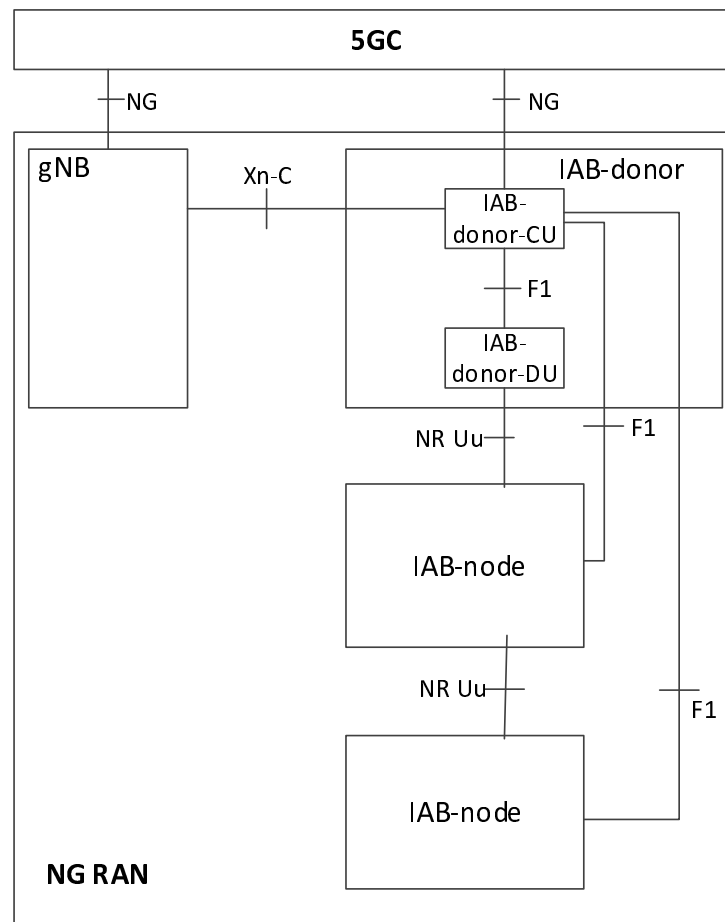 5GC
NG
NG
gNB
Xn-C
IAB-donor
IAB-
donor-CU
F1
IAB-
donor-DU
NR Uu
F1
IAB-node
NR Uu
F1
IAB-node
NG RAN